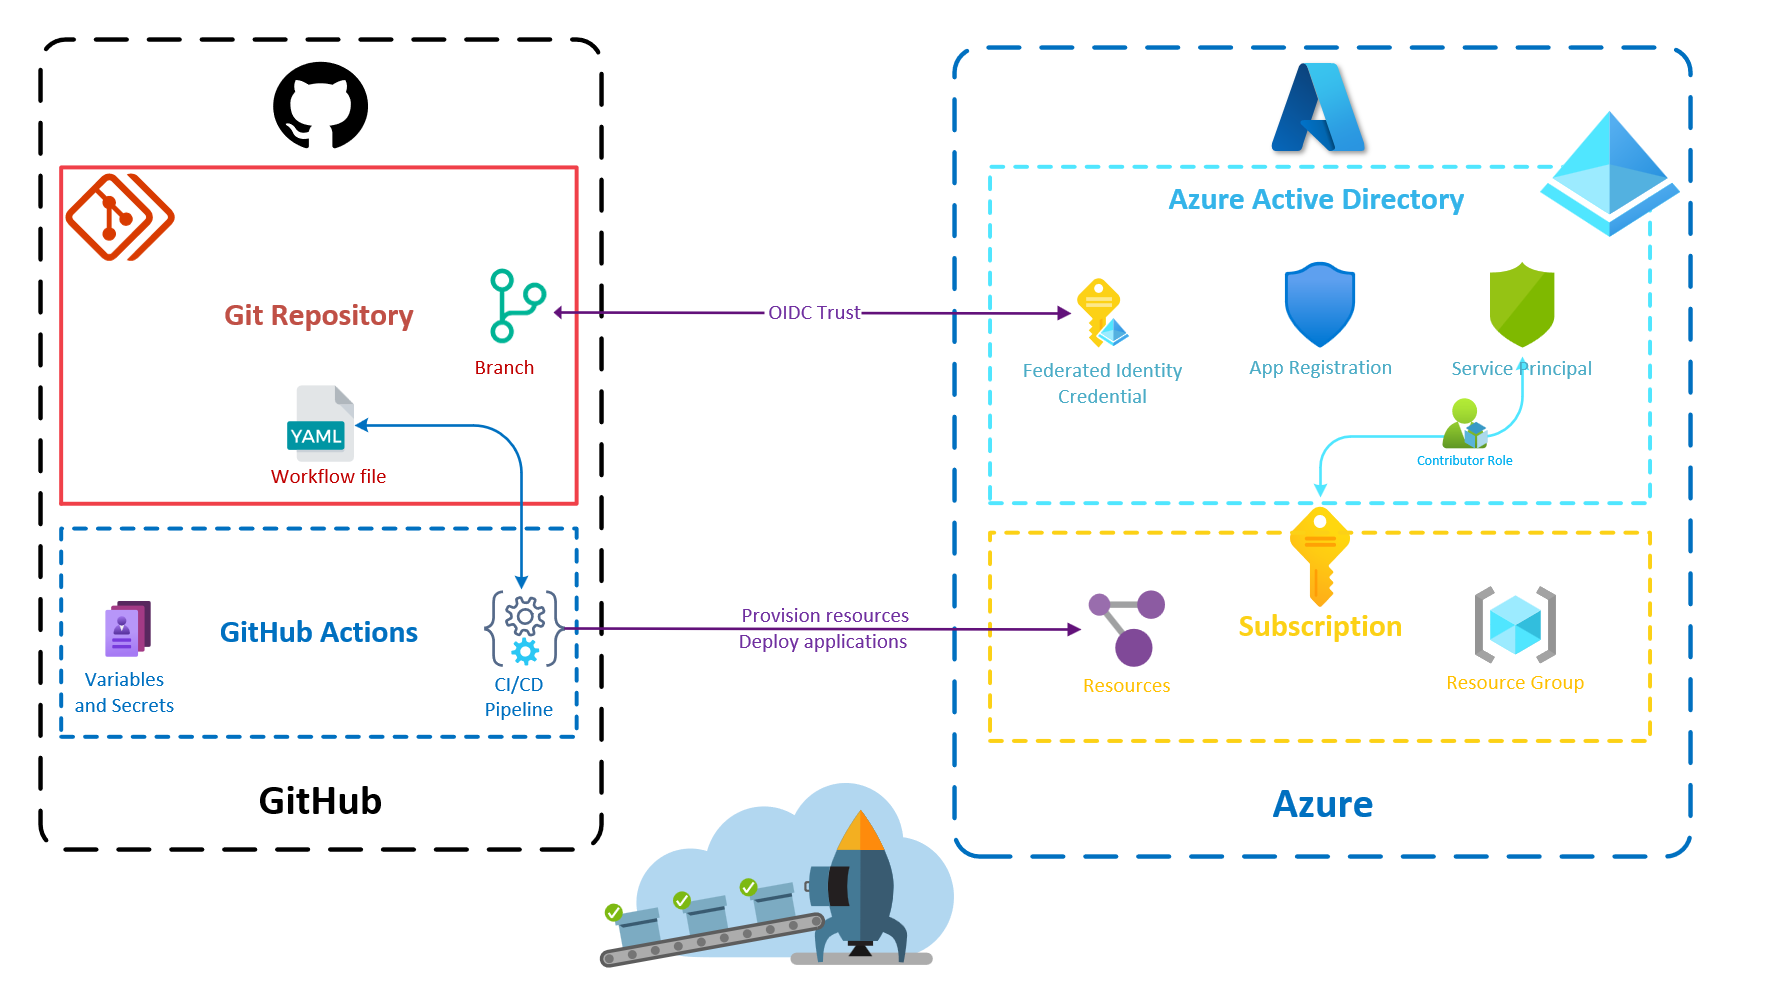 Git Repository
Branch
YAML
Workflow file
GitHub Actions
Variables
and Secrets
CI/CD
Pipeline
GitHub
OIDC Trust
Provision resources
Deploy applications
Azure Active Directory
Federated Identity
Credential
App Registration
Service Principal
Contributor Role
Subscription
Resources
Resource Group
Azure